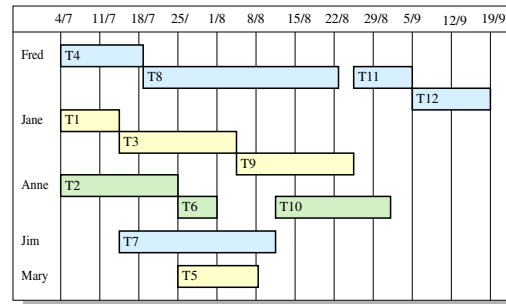 4/7 11/7 18/7 25/ 1/8 8/8 15/8 22/8 29/8 5/9 12/9 19/9
Fred
T4
T8 T11
T12
Jane
T1
T3
T9
Anne
T2
T6 T10
Jim
T7
Mary
T5